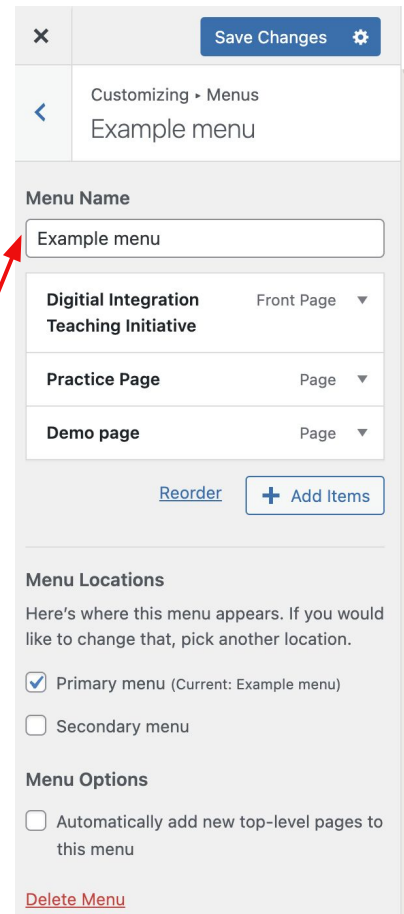 Save Changes
Customizing ▸ Menus
Example menu
Menu Name
Example menu
Digitial Integration Front Page
Teaching Initiative
Practice Page Page
Demo page Page
Reorder + Add Items
Menu Locations
Here's where this menu appears. If you would
like to change that, pick another location.
Primary menu (Current: Example menu)
Secondary menu
Menu Options
Automatically add new top-level pages to
this menu
Delete Menu